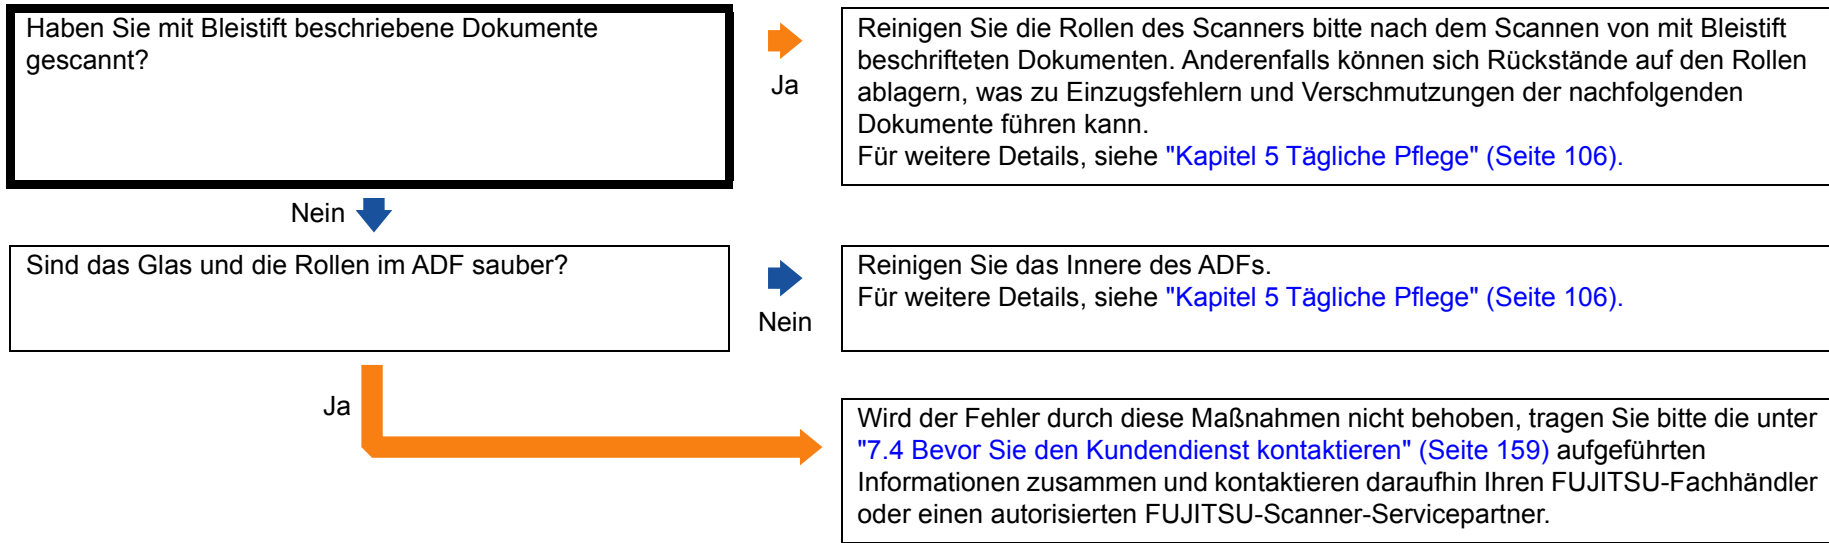 Haben Sie mit Bleistift beschriebene Dokumente
gescannt?
Ja
Reinigen Sie die Rollen des Scanners bitte nach dem Scannen von mit Bleistift
beschrifteten Dokumenten. Anderenfalls können sich Rückstände auf den Rollen
ablagern, was zu Einzugsfehlern und Verschmutzungen der nachfolgenden
Dokumente führen kann.
Für weitere Details, siehe "Kapitel 5 Tägliche Pflege" (Seite 106).
Nein
Sind das Glas und die Rollen im ADF sauber?
Nein
Reinigen Sie das Innere des ADFs.
Für weitere Details, siehe "Kapitel 5 Tägliche Pflege" (Seite 106).
Ja
Wird der Fehler durch diese Maßnahmen nicht behoben, tragen Sie bitte die unter
"7.4 Bevor Sie den Kundendienst kontaktieren" (Seite 159) aufgeführten
Informationen zusammen und kontaktieren daraufhin Ihren FUJITSU-Fachhändler
oder einen autorisierten FUJITSU-Scanner-Servicepartner.